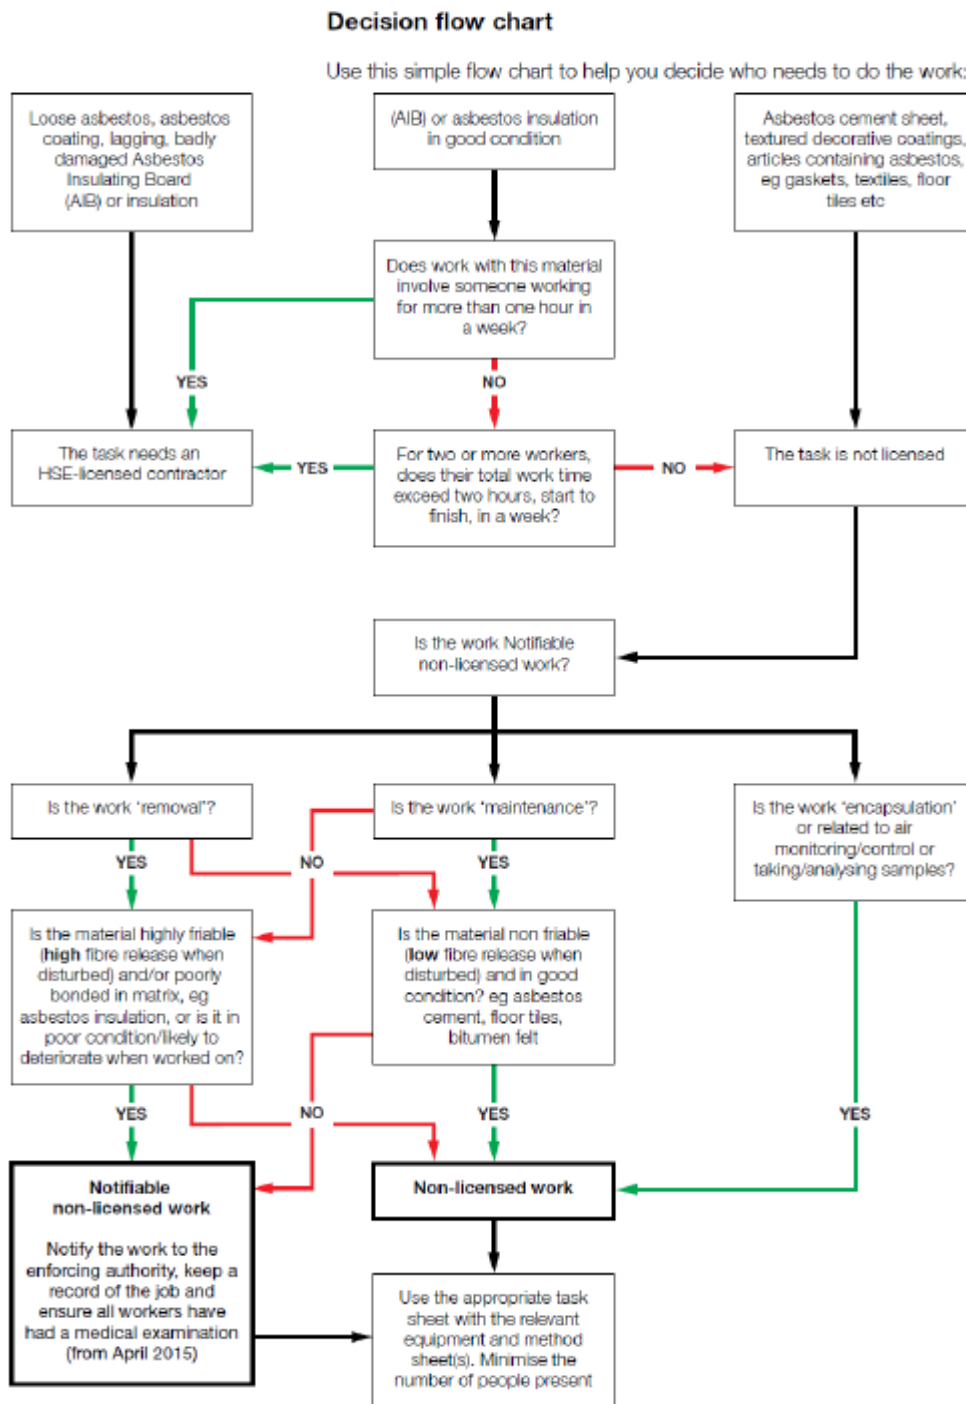 Decision flow chart
Use this simple flow chart to help you decide who needs to do the work:
Loose asbestos, asbestos
coating, lagging, badly
damaged Asbestos
Insulating Board
(AIB) or insulation
(AIB) or asbestos insulation
in good condition
Asbestos cement sheet,
textured decorative coatings,
articles containing asbestos,
eg gaskets, textiles, floor
tiles etc
Does work with this material
involve someone working
for more than one hour in
a week?
YES
NO
The task needs an
HSE-licensed contractor
YES
For two or more workers,
does their total work time
exceed two hours, start to
finish, in a week?
NO
The task is not licensed
Is the work Notifiable
non-licensed work?
Is the work 'removal'?
Is the work 'maintenance'?
Is the work 'encapsulation'
or related to air
monitoring/control or
taking/analysing samples?
YES
NO
YES
Is the material highly friable
(high fibre release when
disturbed) and/or poorly
bonded in matrix, eg
asbestos insulation, or is it in
poor condition/likely to
deteriorate when worked on?
Is the material non friable
(low fibre release when
disturbed) and in good
condition? eg asbestos
cement, floor tiles,
bitumen felt
YES
NO
YES
YES
Notifiable
non-licensed work
Notify the work to the
enforcing authority, keep a
record of the job and
ensure all workers have
had a medical examination
(from April 2015)
Non-licensed work
Use the appropriate task
sheet with the relevant
equipment and method
sheet(s). Minimise the
number of people present